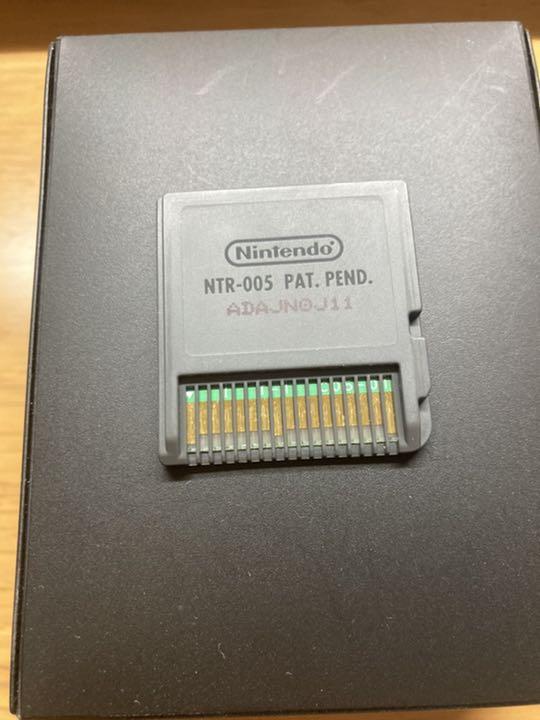 Nintendo
NTR-005 PAT. PEND.
ADAJN0J11